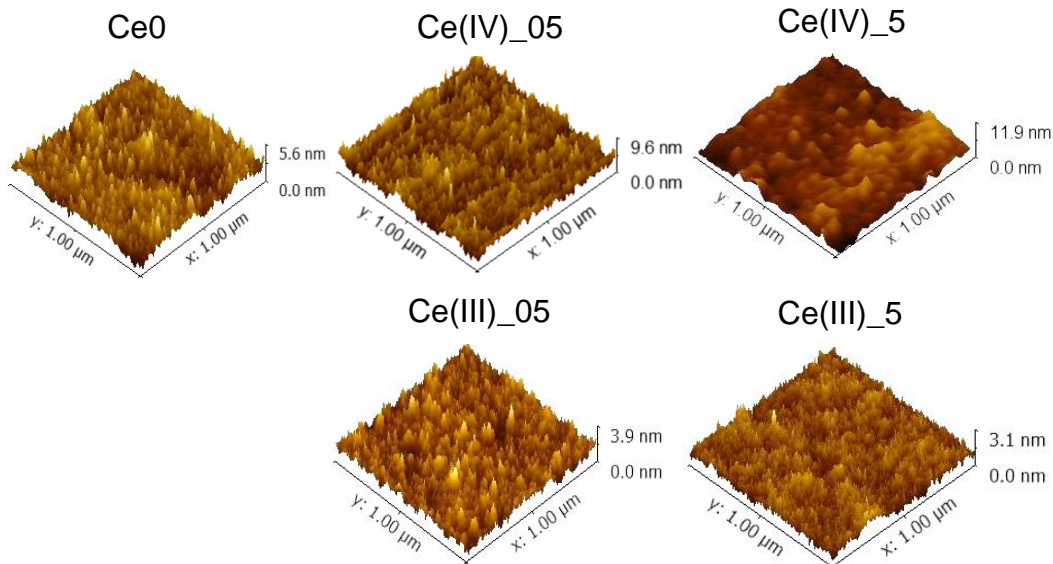 Ce0
5.6 nm
0.0 nm
y: 1.00 µm
x: 1.00 µm
Ce(IV)_05
9.6 nm
0.0 nm
y: 1.00 µm
x: 1.00 µm
Ce(IV)_5
11.9 nm
0.0 nm
y: 1.00 µm
x: 1.00 µm
Ce(III)_05
3.9 nm
0.0 nm
y: 1.00 µm
x: 1.00 µm
Ce(III)_5
3.1 nm
0.0 nm
y: 1.00 µm
x: 1.00 µm